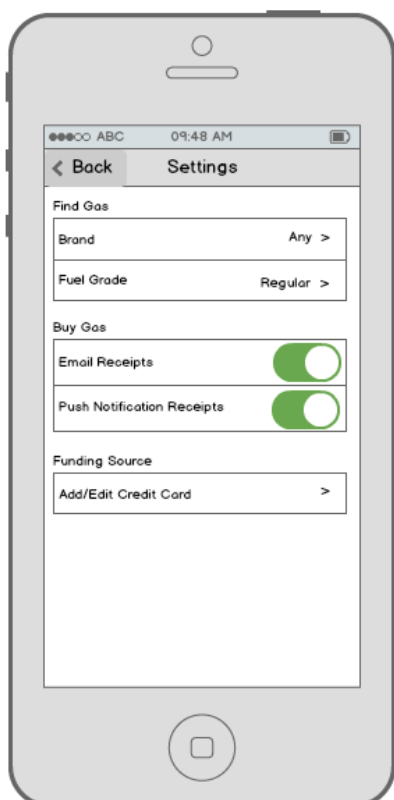 ABC 09:48 AM
< Back Settings
Find Gas
Brand Any >
Fuel Grade Regular >
Buy Gas
Email Receipts
Push Notification Receipts
Funding Source
Add/Edit Credit Card >